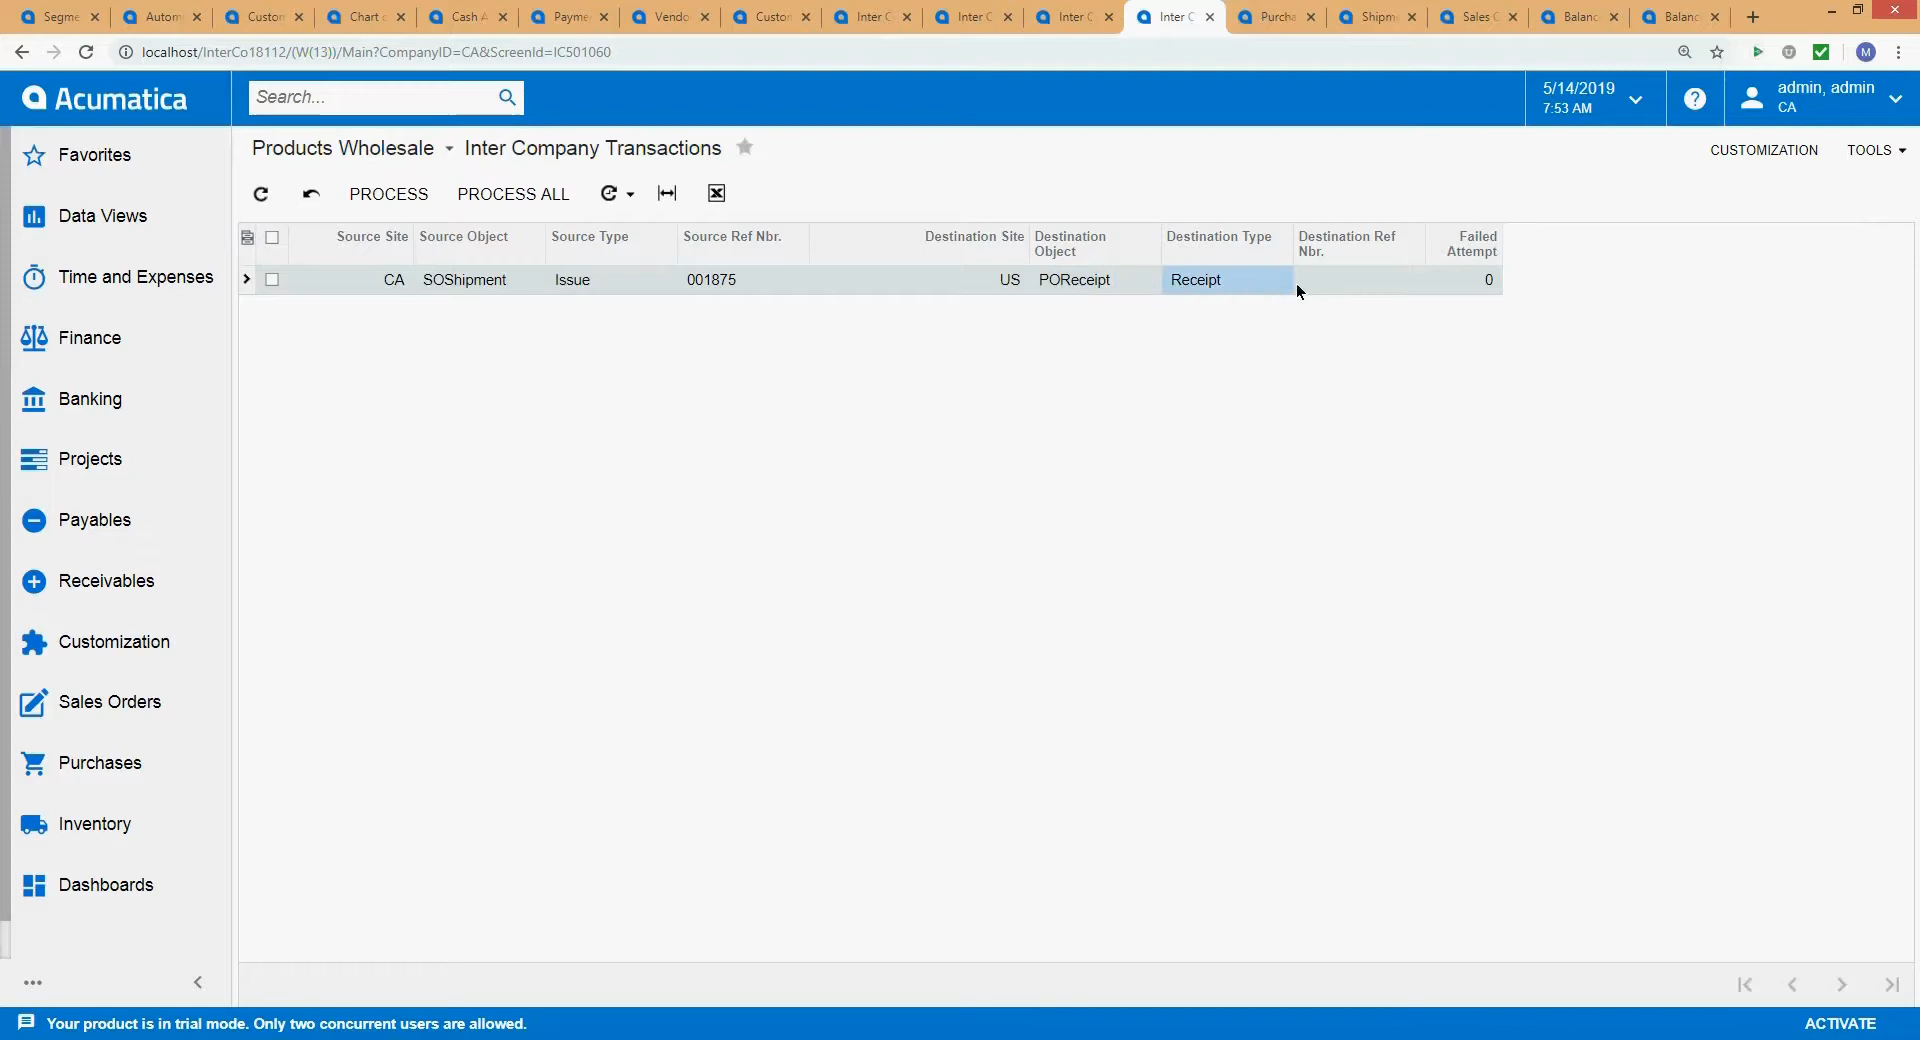 Segme
Autom
Custon
Chart c
Cash A
Payme
Vendo
Custon
Inter C
Inter C
Inter C
Inter C
Purcha
Shipm
Sales C
Balanc
Balanc
localhost/InterCo18112/(W(13))/Main?CompanyID=CA&ScreenId=IC501060
M
Acumatica
Search...
5/14/2019
7:53 AM
admin, admin
CA
Favorites
Data Views
Time and Expenses
Finance
Banking
Projects
Payables
Receivables
Customization
Sales Orders
Purchases
Inventory
Dashboards
Products Wholesale Inter Company Transactions
CUSTOMIZATION TOOLS
PROCESS PROCESS ALL
Source Site Source Object Source Type Source Ref Nbr. Destination Site Destination Object Destination Type Destination Ref Nbr. Failed Attempt
CA SOShipment Issue 001875 US POReceipt Receipt 0
Your product is in trial mode. Only two concurrent users are allowed.
ACTIVATE